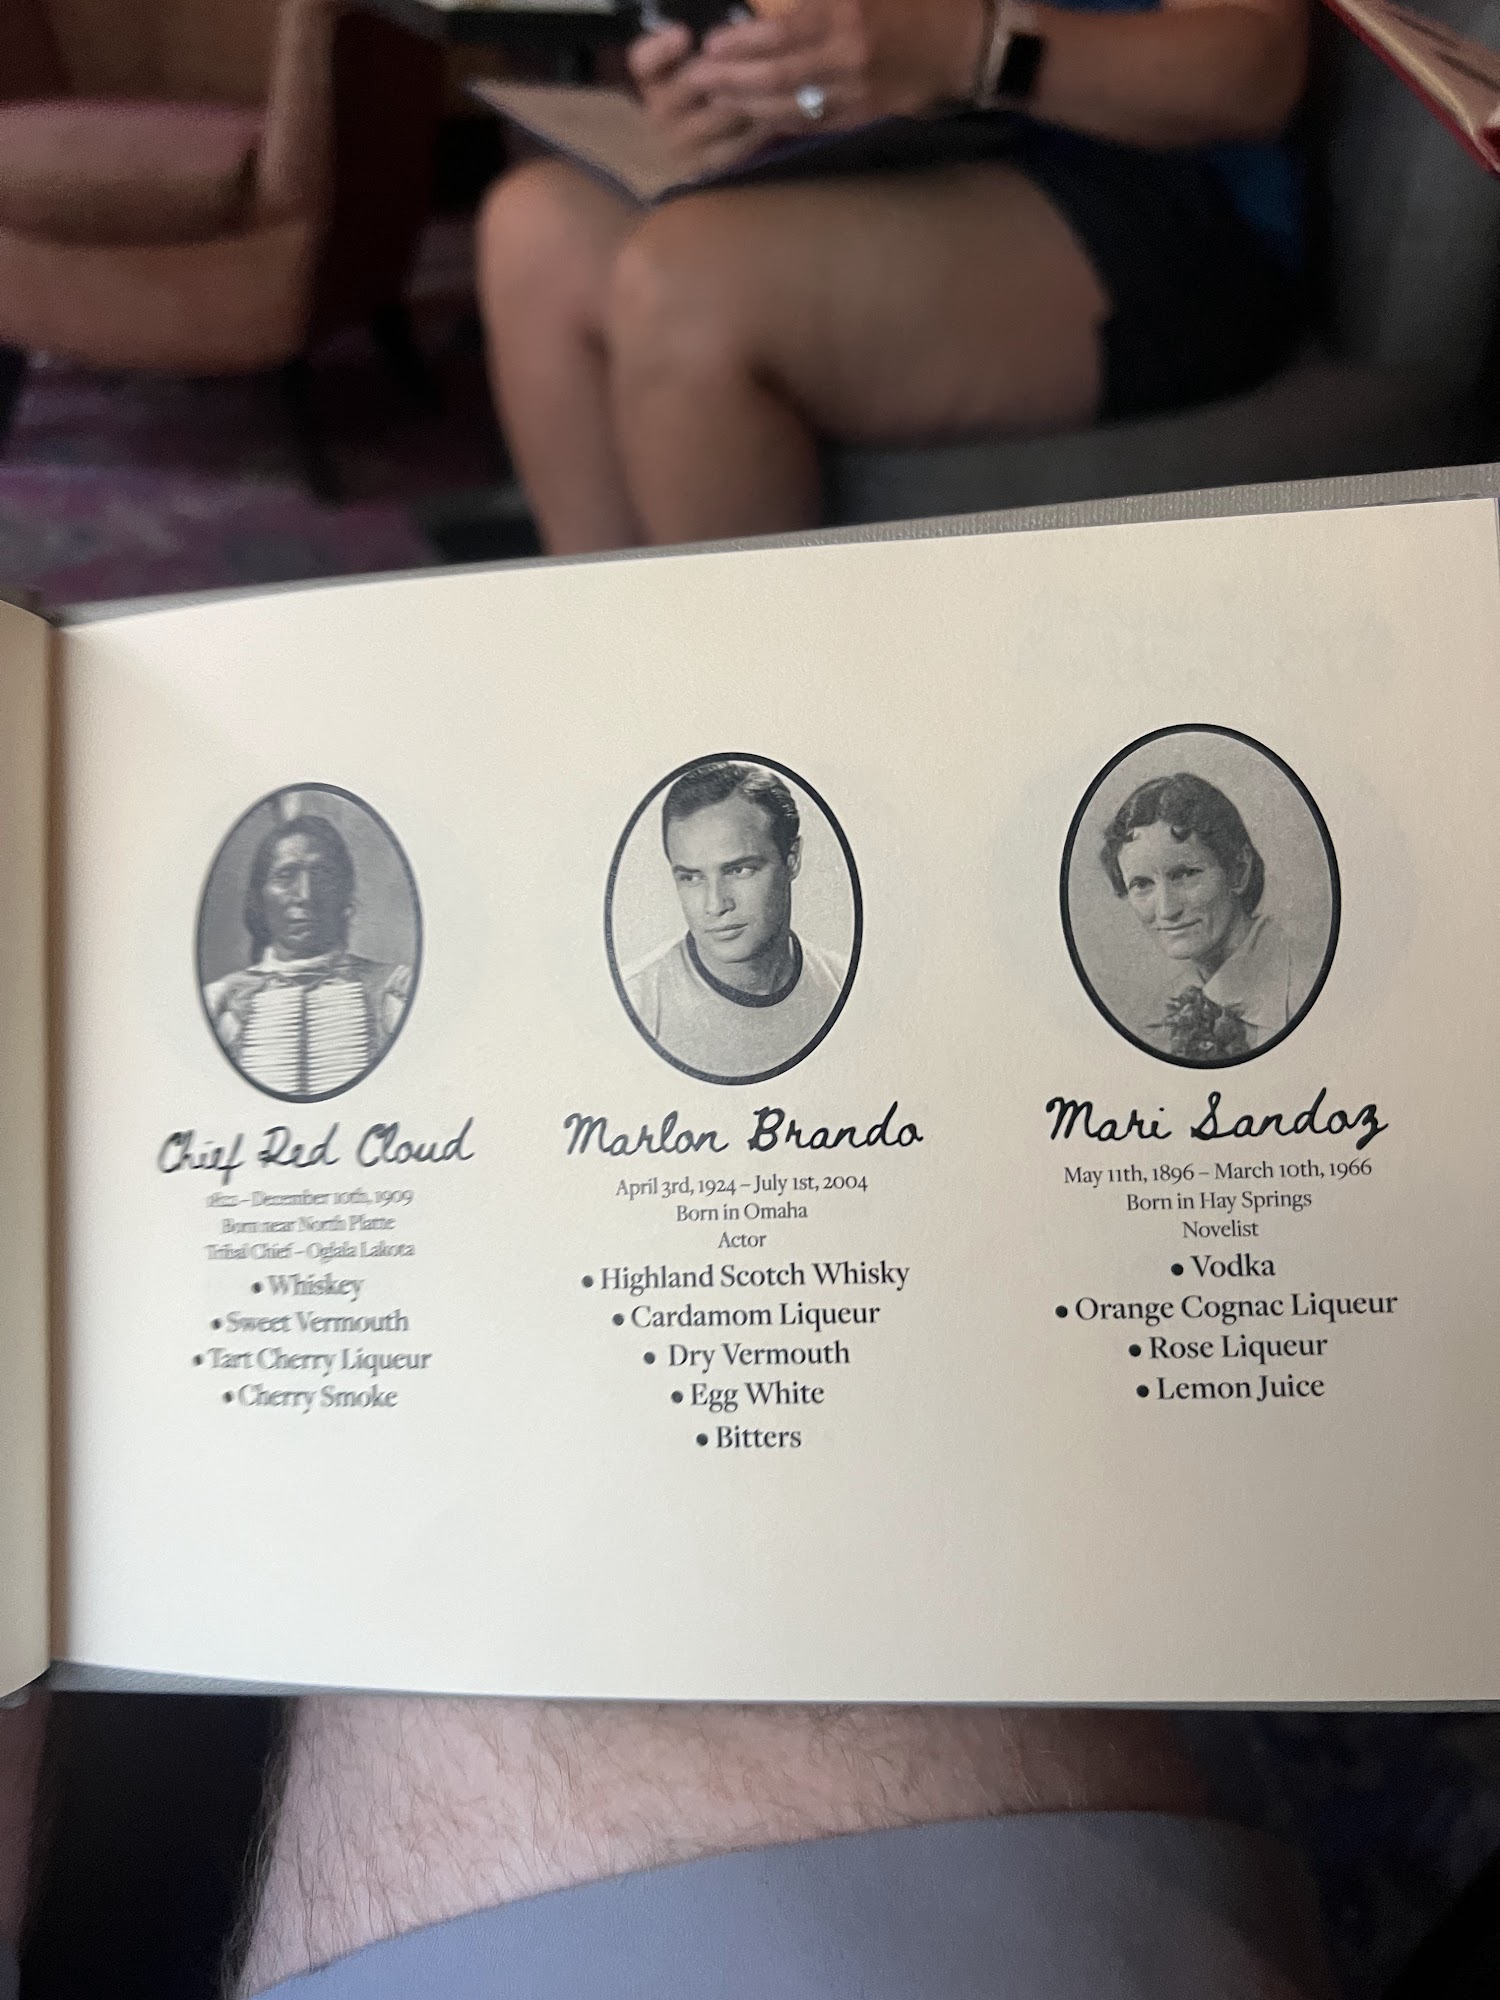 Chief Red Cloud
1822 – December 10th, 1909
Born near North Platte
Tribal Chief – Oglala Lakota
• Whiskey
• Sweet Vermouth
• Tart Cherry Liqueur
• Cherry Smoke
Marlon Brando
April 3rd, 1924 – July 1st, 2004
Born in Omaha
Actor
• Highland Scotch Whisky
• Cardamom Liqueur
• Dry Vermouth
• Egg White
• Bitters
Mari Sandoz
May 11th, 1896 – March 10th, 1966
Born in Hay Springs
Novelist
• Vodka
• Orange Cognac Liqueur
• Rose Liqueur
• Lemon Juice